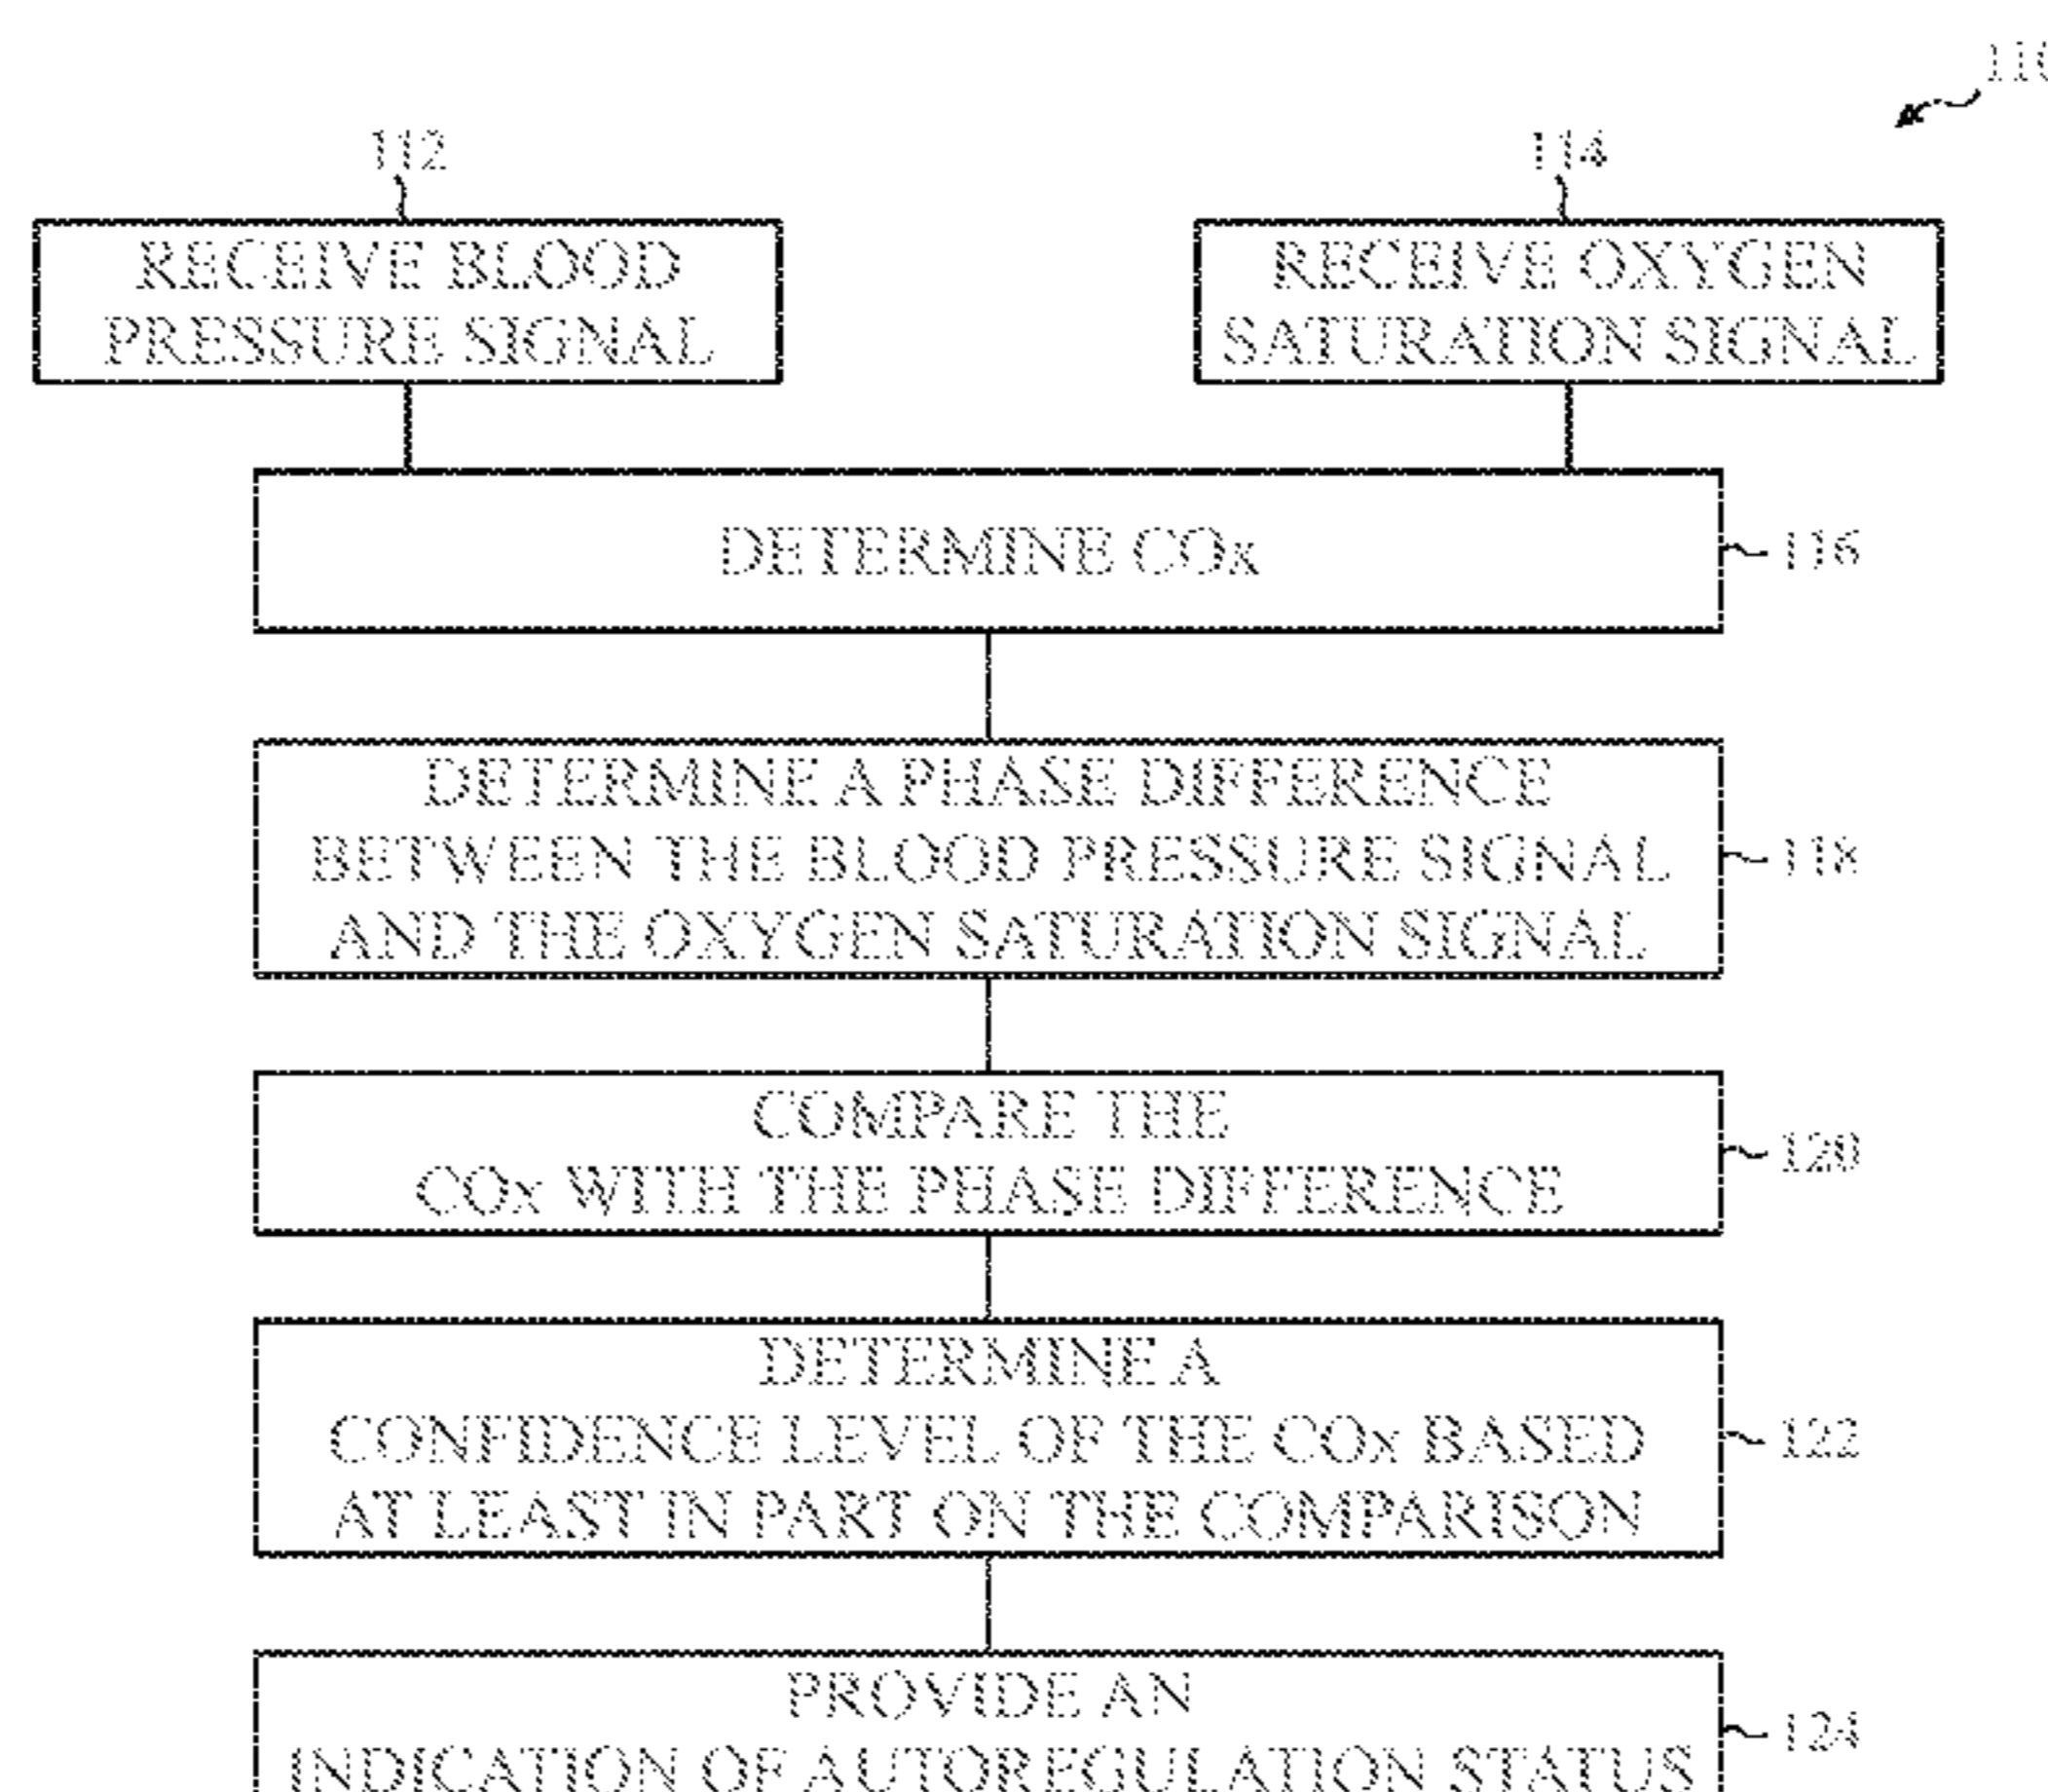 112
114
RECEIVE BLOOD
PRESSURE SIGNAL
RECEIVE OXYGEN
SATURATION SIGNAL
DETERMINE COx
116
DETERMINE A PHASE DIFFERENCE
BETWEEN THE BLOOD PRESSURE SIGNAL
AND THE OXYGEN SATURATION SIGNAL
118
COMPARE THE
COx WITH THE PHASE DIFFERENCE
120
DETERMINE A
CONFIDENCE LEVEL OF THE COx BASED
AT LEAST IN PART ON THE COMPARISON
122
PROVIDE AN
INDICATION OF AUTOREGULATION STATUS
124